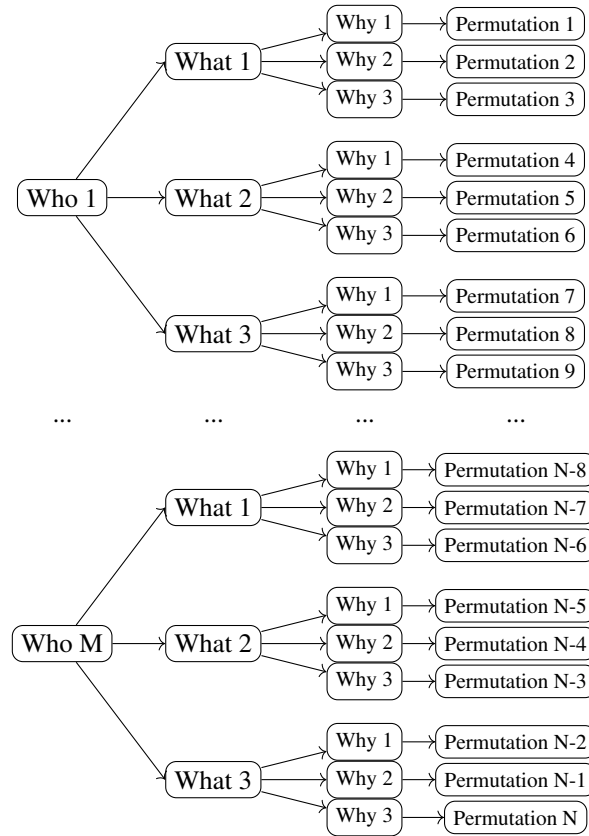 Why 1 Permutation 1
What 1 Why 2 Permutation 2
Why 3 Permutation 3
Why 1 Permutation 4
Who 1 What 2 Why 2 Permutation 5
Why 3 Permutation 6
Why 1 Permutation 7
What 3 Why 2 Permutation 8
Why 3 Permutation 9
... ... ... ...
Why 1 Permutation N-8
What 1 Why 2 Permutation N-7
Why 3 Permutation N-6
Why 1 Permutation N-5
Who M What 2 Why 2 Permutation N-4
Why 3 Permutation N-3
Why 1 Permutation N-2
What 3 Why 2 Permutation N-1
Why 3 Permutation N